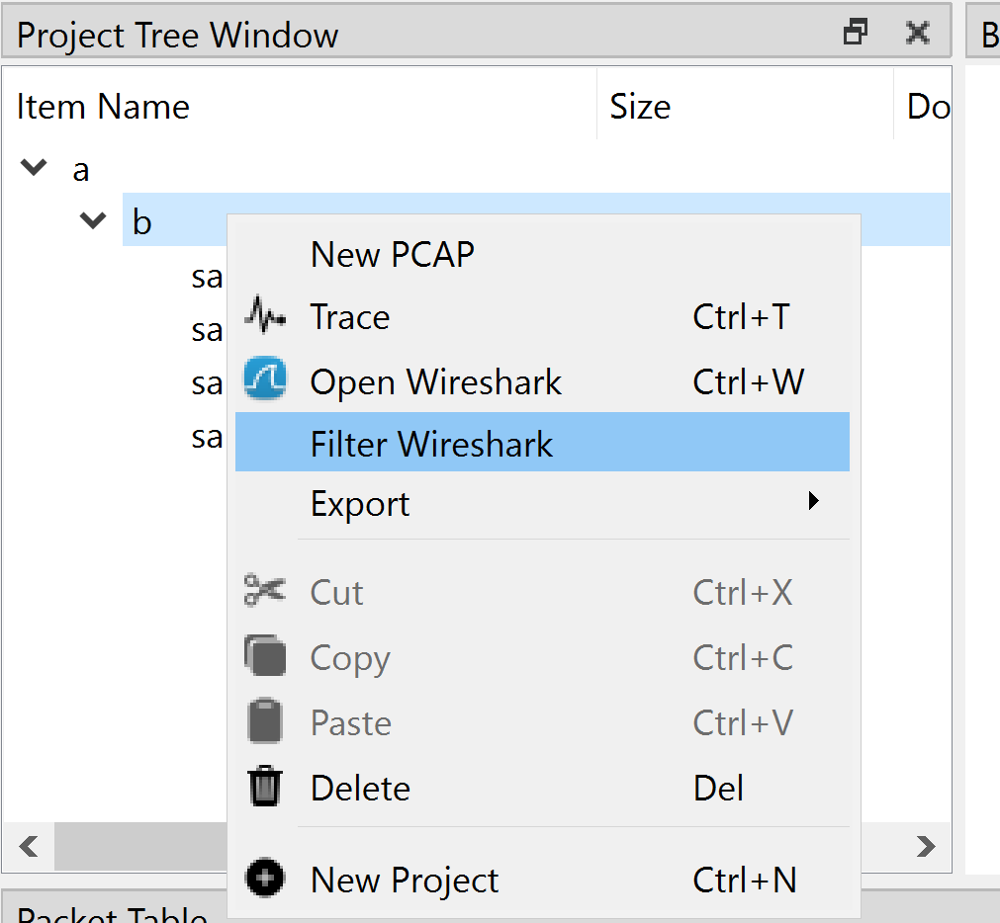 Project Tree Window
B
Item Name Size Do
a
b
New PCAP
sa
Trace Ctrl+T
sa
Open Wireshark Ctrl+W
sa
Filter Wireshark
sa
Export
Cut Ctrl+X
Copy Ctrl+C
Paste Ctrl+V
Delete Del
New Project Ctrl+N
Packet Table